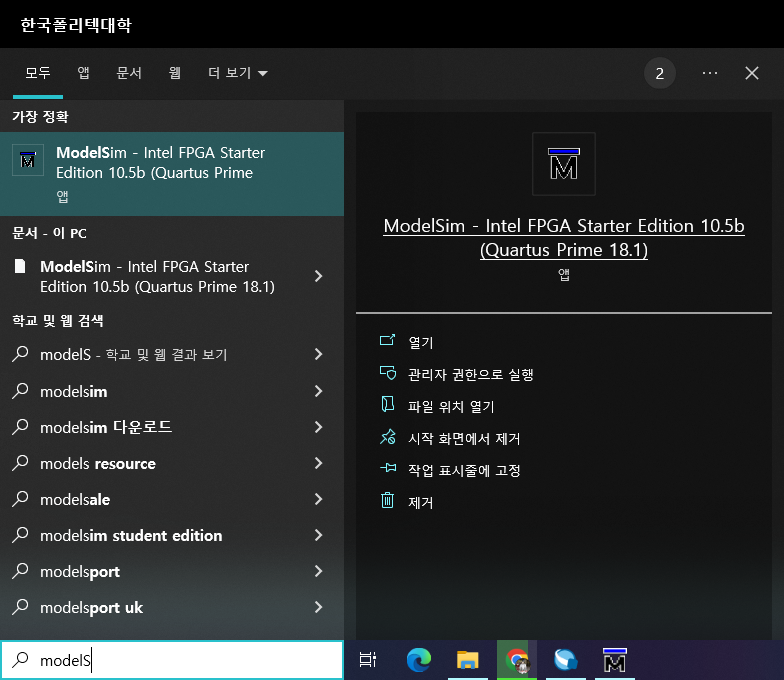 한국폴리텍대학
모두 앱 문서 웹 더 보기 2
가장 정확
ModelSim - Intel FPGA Starter
Edition 10.5b (Quartus Prime
앱
문서 - 이 PC
ModelSim - Intel FPGA Starter
Edition 10.5b (Quartus Prime 18.1)
학교 및 웹 검색
modelS - 학교 및 웹 결과 보기
modelsim
modelsim 다운로드
models resource
modelsale
modelsim student edition
modelsport
modelsport uk
modelS
ModelSim - Intel FPGA Starter Edition 10.5b
(Quartus Prime 18.1)
앱
열기
관리자 권한으로 실행
파일 위치 열기
시작 화면에서 제거
작업 표시줄에 고정
제거